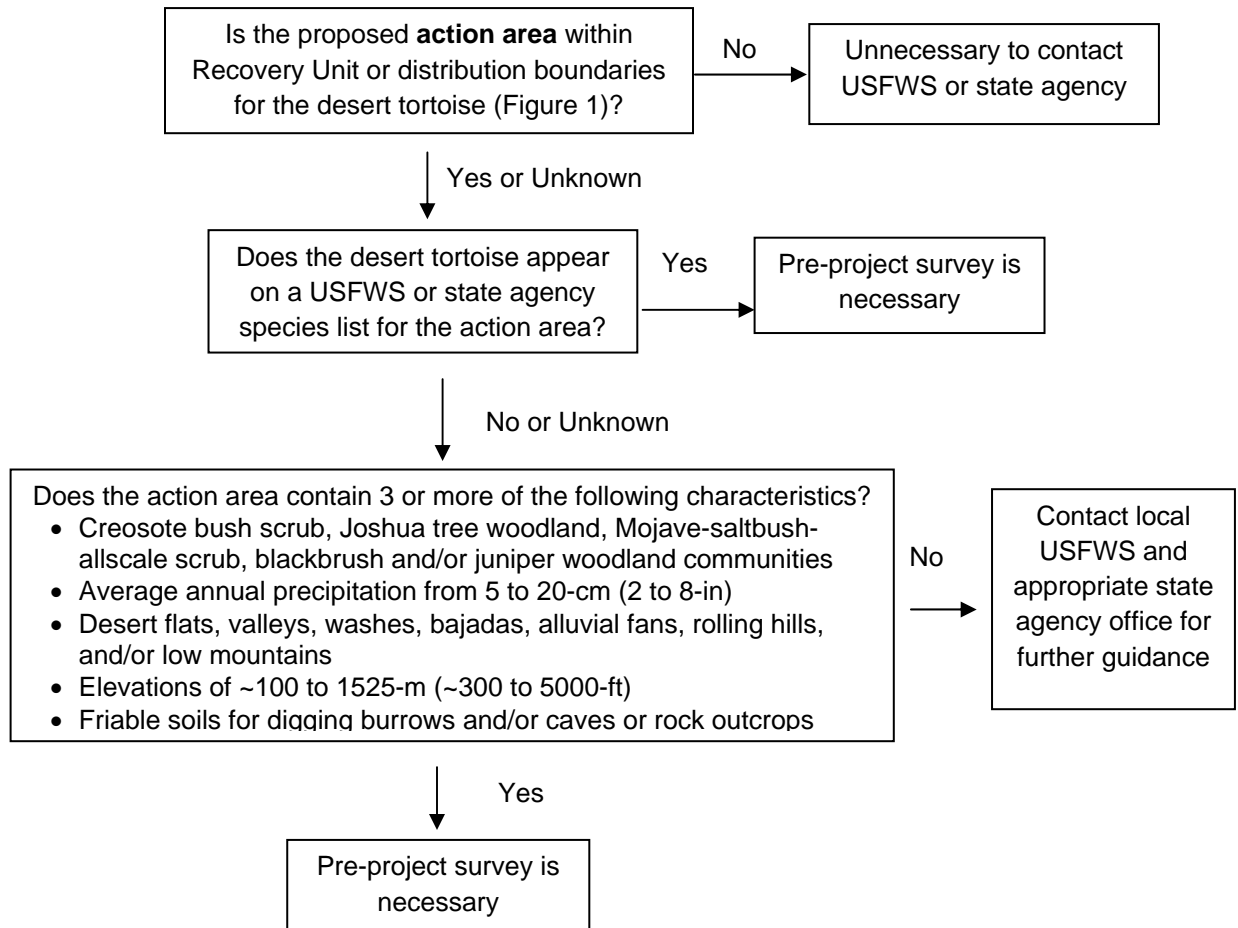 Is the proposed action area within
Recovery Unit or distribution boundaries
for the desert tortoise (Figure 1)?
No
Unnecessary to contact
USFWS or state agency
Yes or Unknown
Does the desert tortoise appear
on a USFWS or state agency
species list for the action area?
Yes
Pre-project survey is
necessary
No or Unknown
Does the action area contain 3 or more of the following characteristics?
• Creosote bush scrub, Joshua tree woodland, Mojave-saltbush-
allscale scrub, blackbrush and/or juniper woodland communities
• Average annual precipitation from 5 to 20-cm (2 to 8-in)
• Desert flats, valleys, washes, bajadas, alluvial fans, rolling hills,
and/or low mountains
• Elevations of ~100 to 1525-m (~300 to 5000-ft)
• Friable soils for digging burrows and/or caves or rock outcrops
No
Contact local
USFWS and
appropriate state
agency office for
further guidance
Yes
Pre-project survey is
necessary